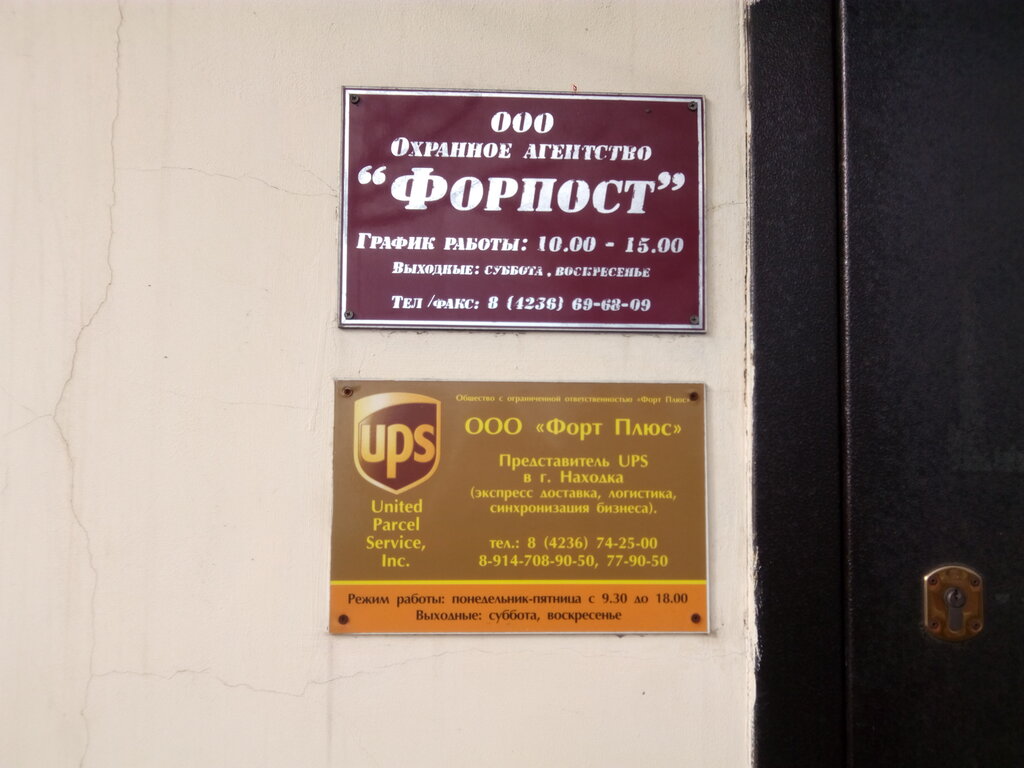 ООО
Охранное агентство
“Форпост”
График работы: 10.00 - 15.00
Выходные: суббота, воскресенье
Тел/факс: 8 (4236) 69-68-09
Общество с ограниченной ответственностью «Форт Плюс»
ООО «Форт Плюс»
ups
Представитель UPS
в г. Находка
(экспресс доставка, логистика,
синхронизация бизнеса).
United
Parcel
Service,
Inc.
тел.: 8 (4236) 74-25-00
8-914-708-90-50, 77-90-50
Режим работы: понедельник-пятница с 9.30 до 18.00
Выходные: суббота, воскресенье